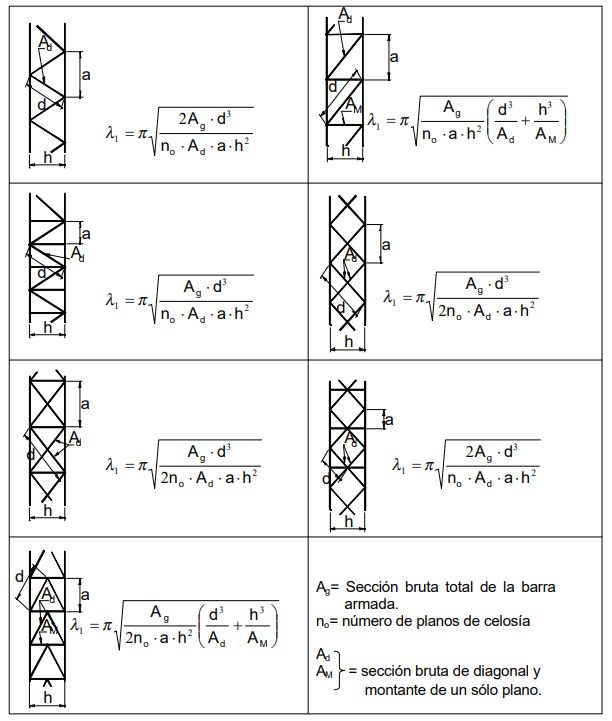 A_d
a
d
h
λ₁ = π√(2A_g · d³ / (n_o · A_d · a · h²))
A_d
a
d
A_M
h
λ₁ = π√(A_g / (n_o · a · h²) (d³/A_d + h³/A_M))
a
A_d
d
h
λ₁ = π√(A_g · d³ / (n_o · A_d · a · h²))
a
A_d
d
h
λ₁ = π√(A_g · d³ / (2n_o · A_d · a · h²))
a
A_d
d
h
λ₁ = π√(A_g · d³ / (2n_o · A_d · a · h²))
a
A_d
d
h
λ₁ = π√(2A_g · d³ / (n_o · A_d · a · h²))
d
A_d
a
A_M
h
λ₁ = π√(A_g / (2n_o · a · h²) (d³/A_d + h³/A_M))
A_g= Sección bruta total de la barra
armada.
n_o= número de planos de celosía
A_d
A_M = sección bruta de diagonal y
montante de un sólo plano.